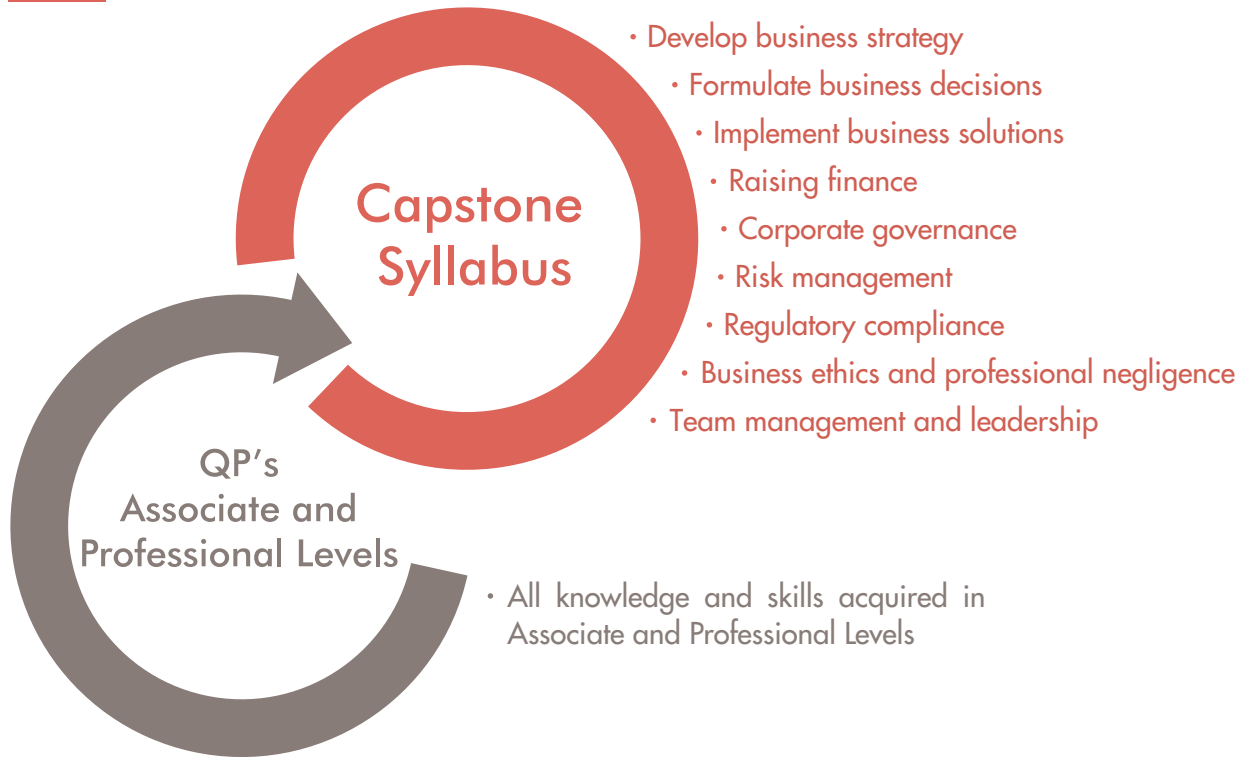 · Develop business strategy
· Formulate business decisions
· Implement business solutions
· Raising finance
· Corporate governance
· Risk management
· Regulatory compliance
· Business ethics and professional negligence
· Team management and leadership
Capstone
Syllabus
QP’s
Associate and
Professional Levels
· All knowledge and skills acquired in
Associate and Professional Levels